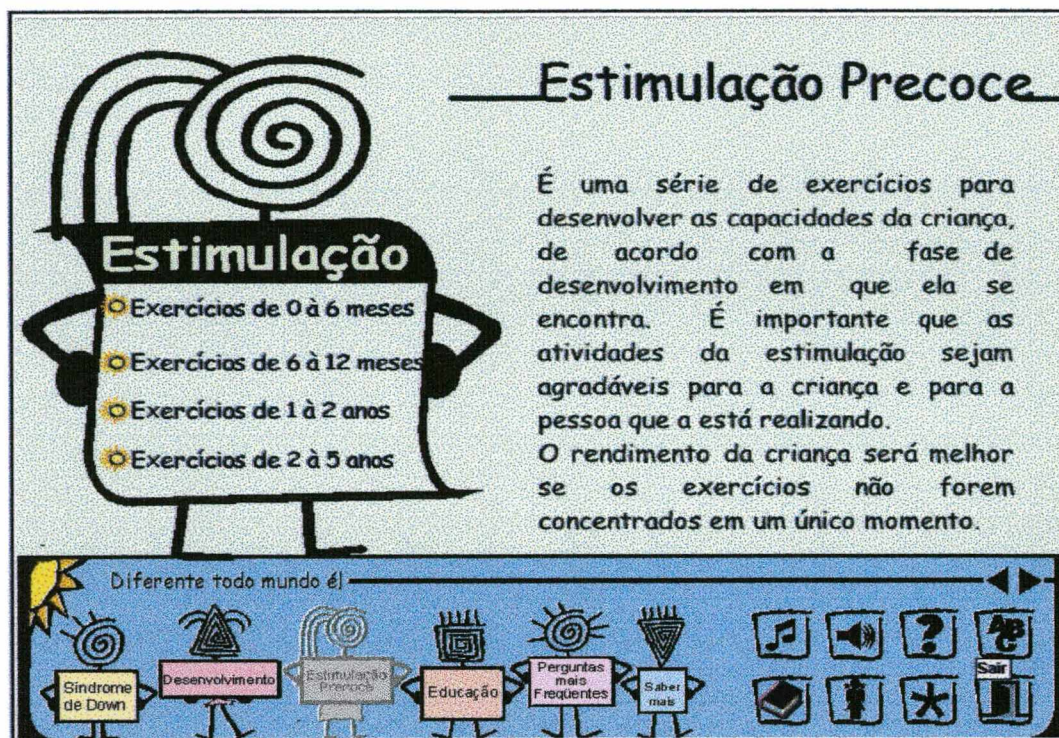 Estimulação Precoce
Estimulação
Exercícios de 0 à 6 meses
Exercícios de 6 à 12 meses
Exercícios de 1 à 2 anos
Exercícios de 2 à 5 anos
É uma série de exercícios para
desenvolver as capacidades da criança,
de acordo com a fase de
desenvolvimento em que ela se
encontra. É importante que as
atividades da estimulação sejam
agradáveis para a criança e para a
pessoa que a está realizando.
O rendimento da criança será melhor
se os exercícios não forem
concentrados em um único momento.
Diferente todo mundo é!
Síndrome
de Down
Desenvolvimento
Estimulação
Precoce
Educação
Perguntas
mais
Freqüentes
Saber
mais
?
ABC
Sair